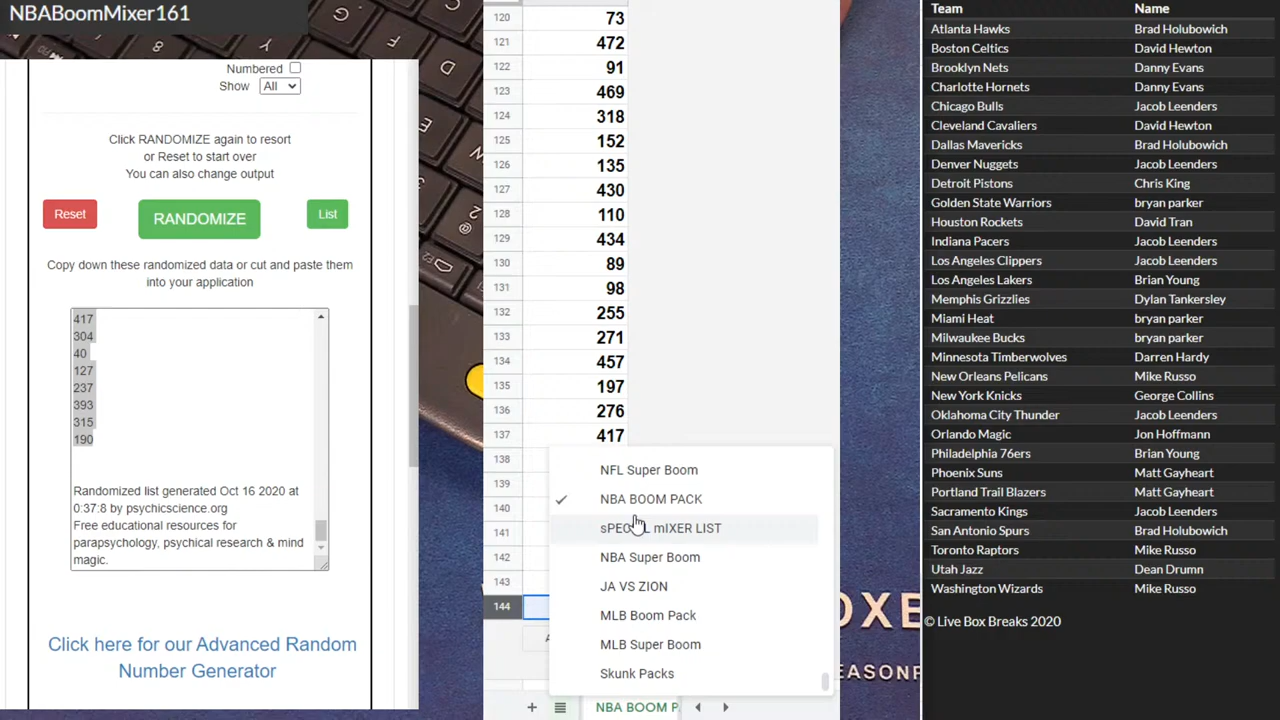 NBABoomMixer161
Numbered
Show All
Click RANDOMIZE again to resort
or Reset to start over
You can also change output
Reset RANDOMIZE List
Copy down these randomized data or cut and paste them
into your application
417
304
40
127
237
393
315
190
Randomized list generated Oct 16 2020 at
0:37:8 by psychicscience.org
Free educational resources for
parapsychology, psychical research & mind
magic.
Click here for our Advanced Random
Number Generator
120 73
121 472
122 91
123 469
124 318
125 152
126 135
127 430
128 110
129 434
130 89
131 98
132 255
133 271
134 457
135 197
136 276
137 417
138
139
140
141
142
143
144
NFL Super Boom
NBA BOOM PACK
mIXER LIST
NBA Super Boom
JA VS ZION
MLB Boom Pack
MLB Super Boom
Skunk Packs
NBA BOOM P
Team Name
Atlanta Hawks Brad Holubowich
Boston Celtics David Hewton
Brooklyn Nets Danny Evans
Charlotte Hornets Danny Evans
Chicago Bulls Jacob Leenders
Cleveland Cavaliers David Hewton
Dallas Mavericks Brad Holubowich
Denver Nuggets Jacob Leenders
Detroit Pistons Chris King
Golden State Warriors bryan parker
Houston Rockets David Tran
Indiana Pacers Jacob Leenders
Los Angeles Clippers Jacob Leenders
Los Angeles Lakers Brian Young
Memphis Grizzlies Dylan Tankersley
Miami Heat bryan parker
Milwaukee Bucks bryan parker
Minnesota Timberwolves Darren Hardy
New Orleans Pelicans Mike Russo
New York Knicks George Collins
Oklahoma City Thunder Jacob Leenders
Orlando Magic Jon Hoffmann
Philadelphia 76ers Brian Young
Phoenix Suns Matt Gayheart
Portland Trail Blazers Matt Gayheart
Sacramento Kings Jacob Leenders
San Antonio Spurs Brad Holubowich
Toronto Raptors Mike Russo
Utah Jazz Dean Drumn
Washington Wizards Mike Russo
© Live Box Breaks 2020